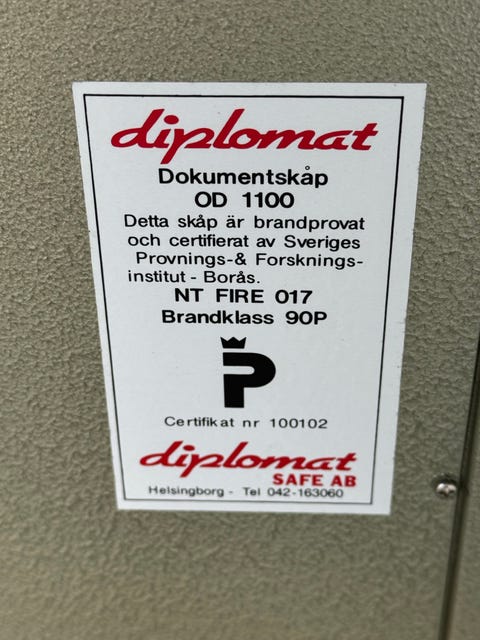 diplomat
Dokumentskåp
OD 1100
Detta skåp är brandprovat
och certifierat av Sveriges
Provnings-& Forsknings-
institut - Borås.
NT FIRE 017
Brandklass 90P
P
Certifikat nr 100102
diplomat
SAFE AB
Helsingborg - Tel 042-163060